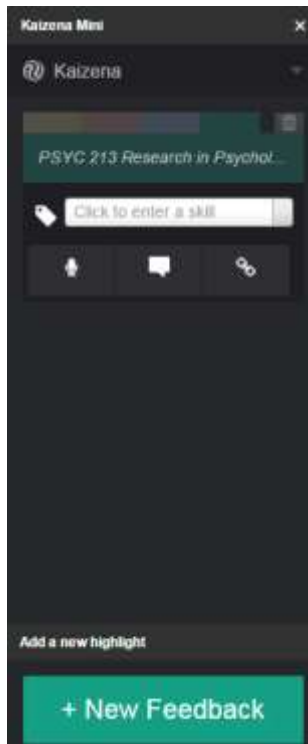 Kaizena Mini
Kaizena
PSYC 213 Research in Psychol...
Click to enter a skill
Add a new highlight
+ New Feedback